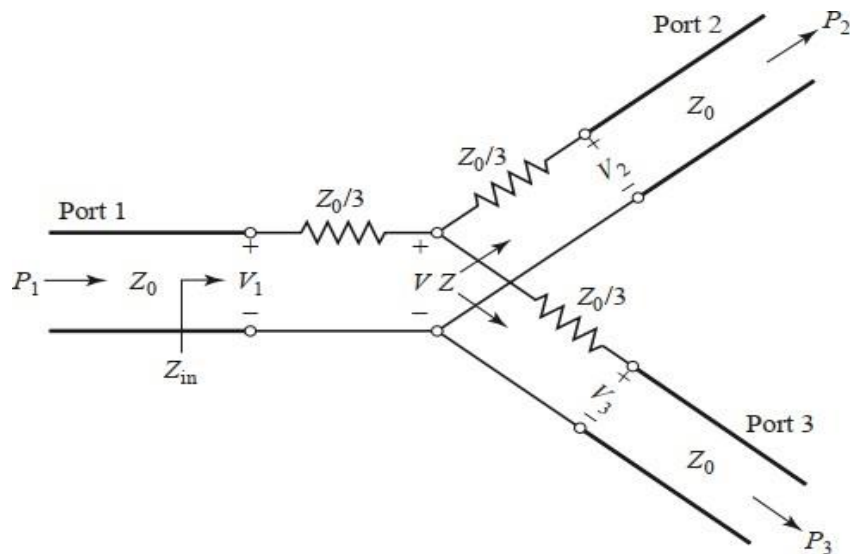 Port 2
P2
Z0
Z0/3
+
V2
−
Port 1
Z0/3
+
+
P1
Z0
V1
V
Z
Z0/3
−
−
Zin
+
V3
−
Port 3
Z0
P3